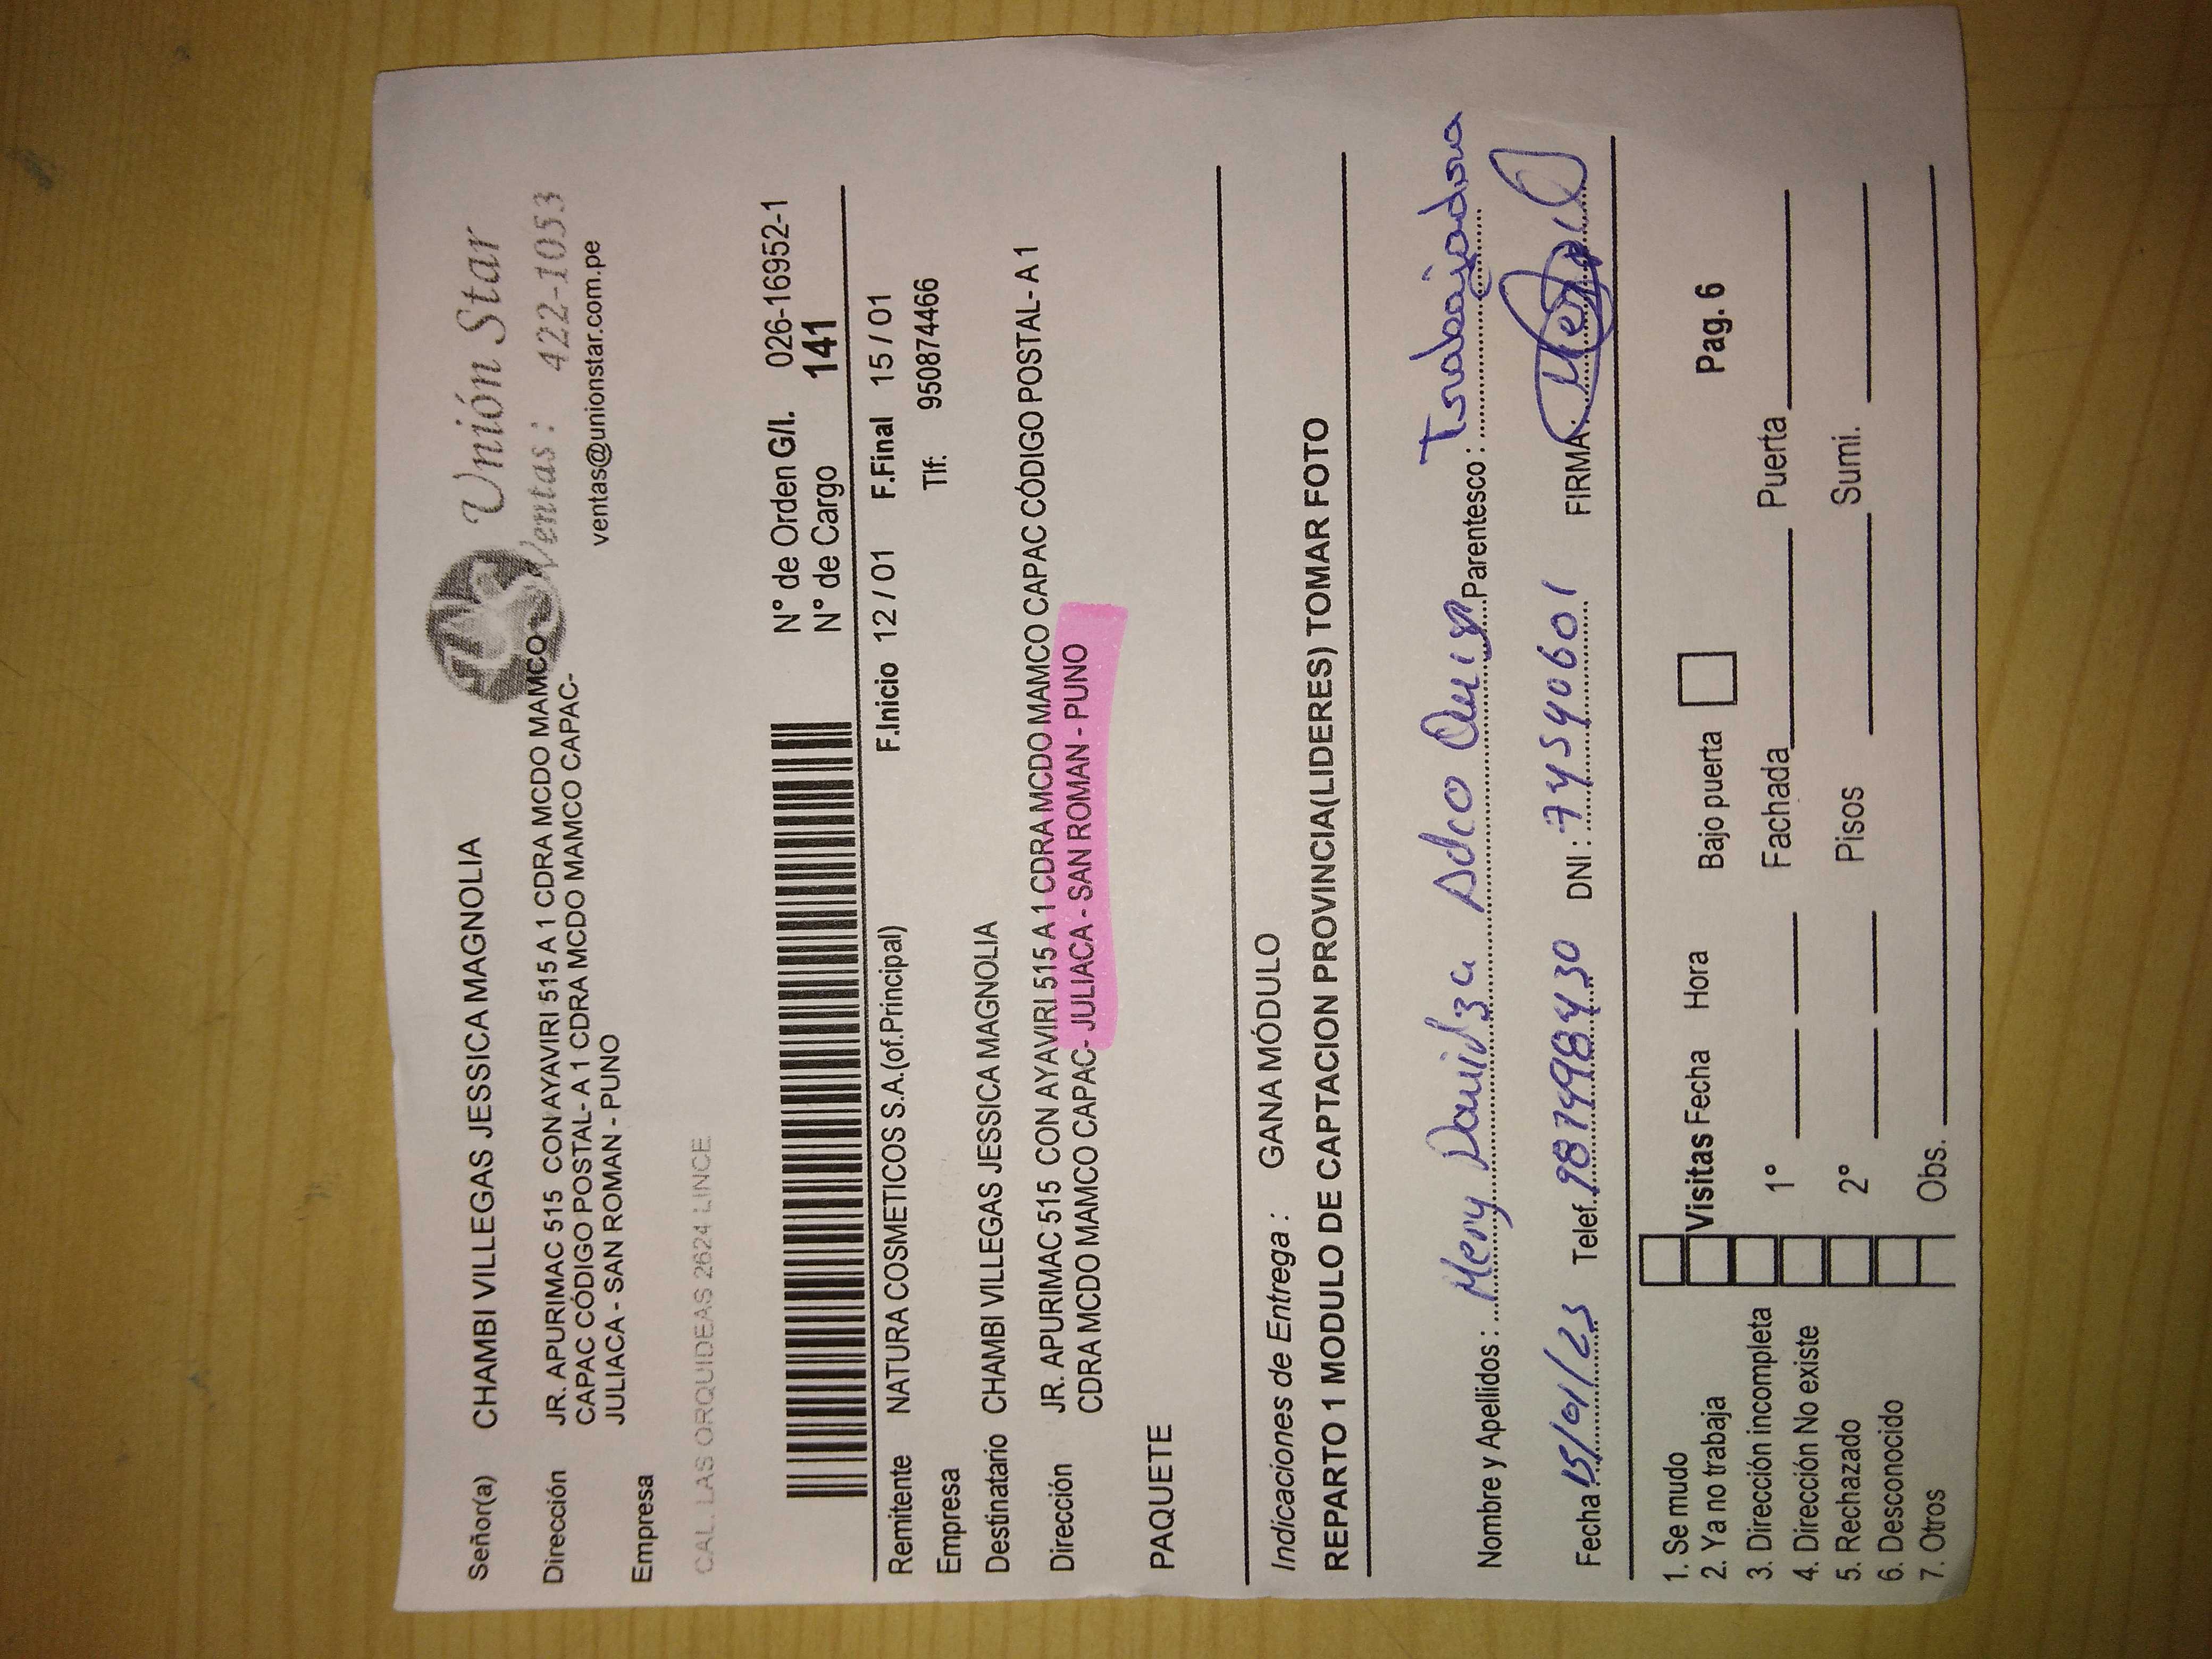 Señor(a) CHAMBI VILLEGAS JESSICA MAGNOLIA
Unión Star
Ventas : 422-1053
ventas@unionstar.com.pe
Dirección JR. APURIMAC 515 CON AYAVIRI 515 A 1 CDRA MCDO MAMCO
CAPAC CÓDIGO POSTAL- A 1 CDRA MCDO MAMCO CAPAC-
JULIACA - SAN ROMAN - PUNO
Empresa
CAL. LAS ORQUIDEAS 2624 LINCE
N° de Orden G/I. 026-16952-1
N° de Cargo 141
Remitente NATURA COSMETICOS S.A.(of.Principal) F.Inicio 12 / 01 F.Final 15 / 01
Empresa Tlf: 950874466
Destinatario CHAMBI VILLEGAS JESSICA MAGNOLIA
Dirección JR. APURIMAC 515 CON AYAVIRI 515 A 1 CDRA MCDO MAMCO CAPAC CÓDIGO POSTAL- A 1
CDRA MCDO MAMCO CAPAC- JULIACA - SAN ROMAN - PUNO
PAQUETE
Indicaciones de Entrega : GANA MÓDULO
REPARTO 1 MODULO DE CAPTACION PROVINCIA(LIDERES) TOMAR FOTO
Nombre y Apellidos : Mery Davitza Adco Parentesco : Trabajadora
Fecha 15/01/23 Telef. 987498430 DNI : 74540601 FIRMA
1. Se mudo
2. Ya no trabaja Visitas Fecha Hora Bajo puerta Pag. 6
3. Dirección incompleta 1° Fachada Puerta
4. Dirección No existe
5. Rechazado 2° Pisos Sumi.
6. Desconocido
7. Otros Obs.